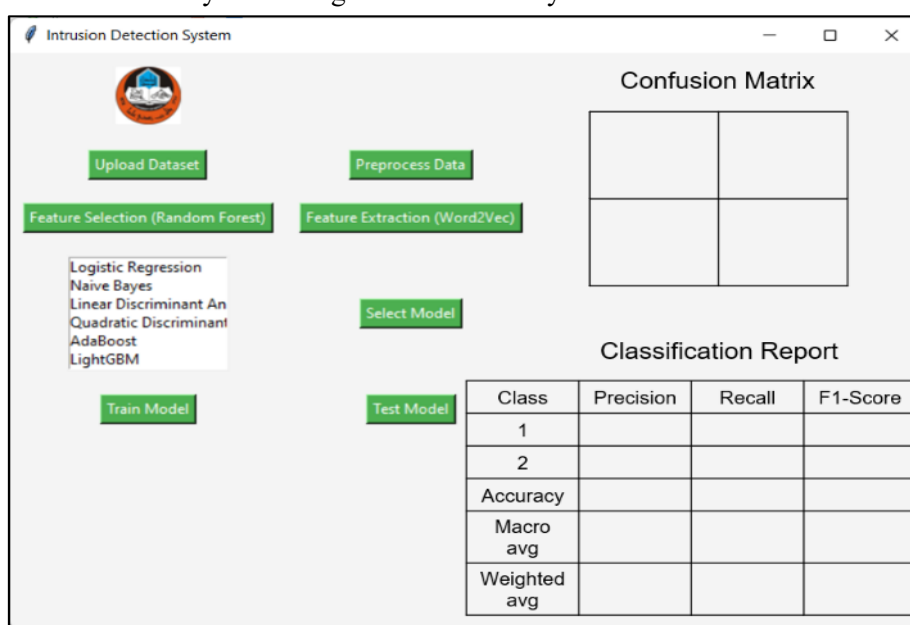 Intrusion Detection System
Confusion Matrix
Upload Dataset
Preprocess Data
Feature Selection (Random Forest)
Feature Extraction (Word2Vec)
Logistic Regression
Naive Bayes
Linear Discriminant An
Quadratic Discriminant
AdaBoost
LightGBM
Select Model
Train Model
Test Model
Classification Report
Class Precision Recall F1-Score
1
2
Accuracy
Macro
avg
Weighted
avg